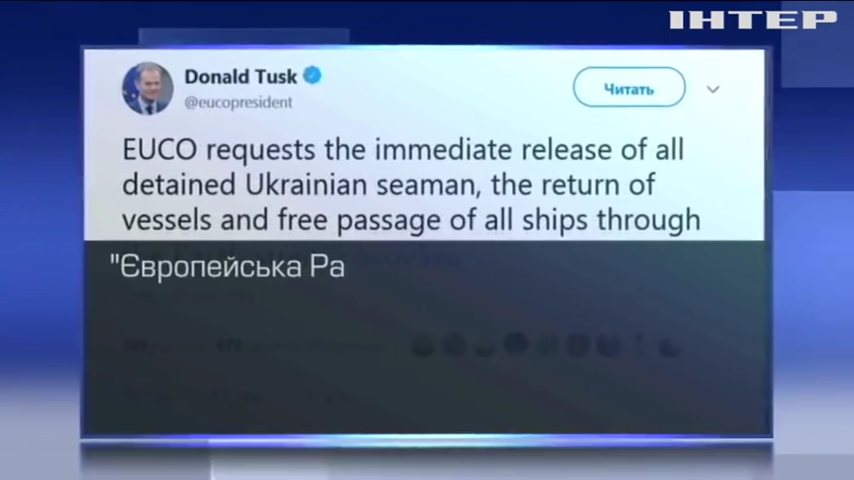 ІНТЕР
Donald Tusk
@eucopresident
Читать
EUCO requests the immediate release of all
detained Ukrainian seaman, the return of
vessels and free passage of all ships through
"Європейська Ра